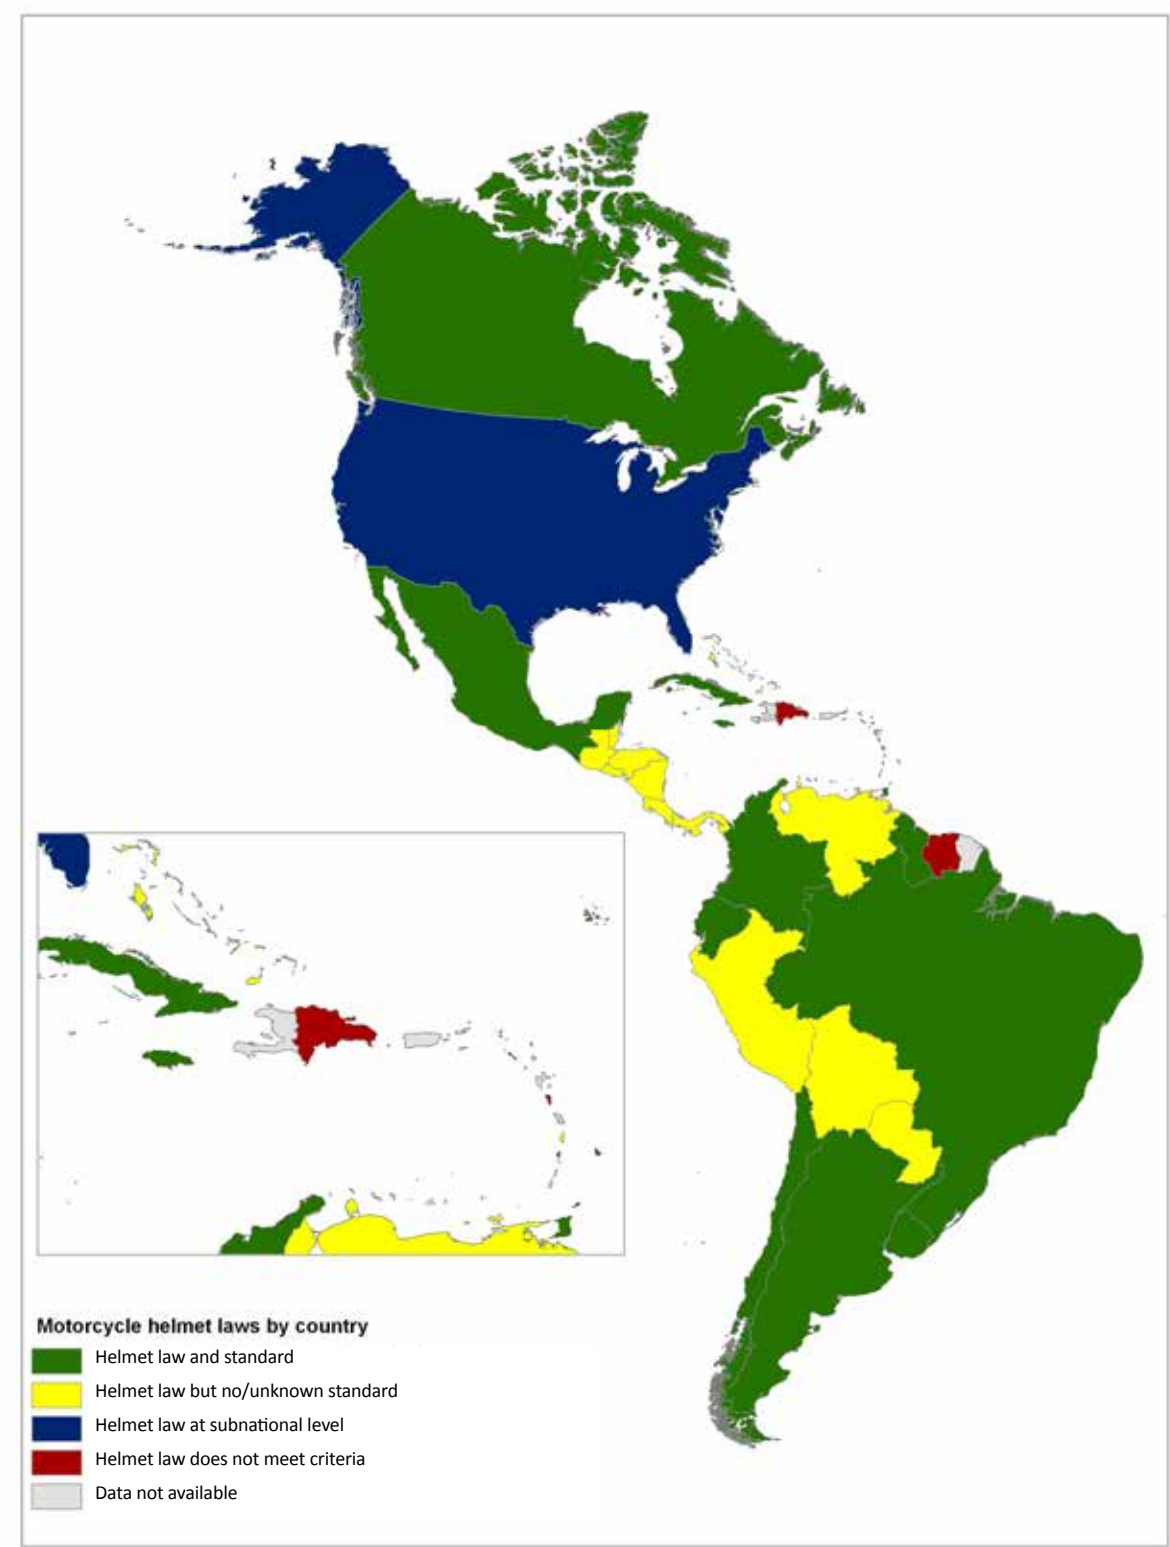 Motorcycle helmet laws by country
Helmet law and standard
Helmet law but no/unknown standard
Helmet law at subnational level
Helmet law does not meet criteria
Data not available